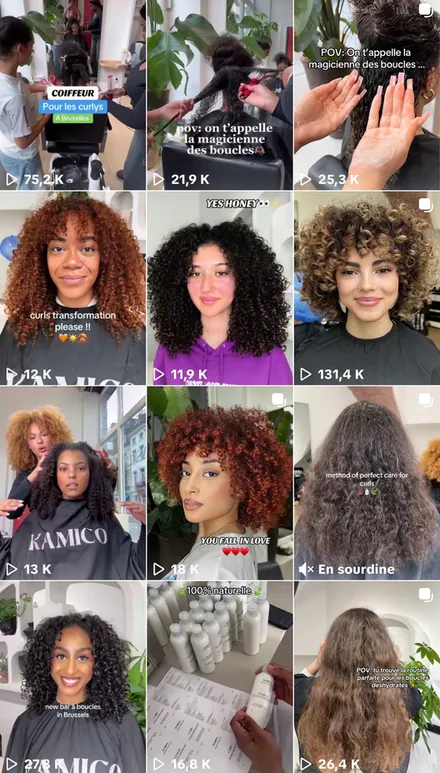 COIFFEUR
Pour les curlys
A Bruxelles
75,2 K
pov: on t'appelle
la magicienne
des boucles
21,9 K
POV: On t'appelle la
magicienne des boucles ...
25,3 K
curls transformation
please !!
KAMICO
12 K
YES HONEY
11,9 K
131,4 K
KAMICO
13 K
YOU FALL IN LOVE
18 K
method of perfect care for
curls
En sourdine
new bar à boucles
in Brussels
KAMICO
27,8 K
100% naturelle
16,8 K
POV: tu trouve la routine
parfaite pour les boucles
déshydratés
26,4 K